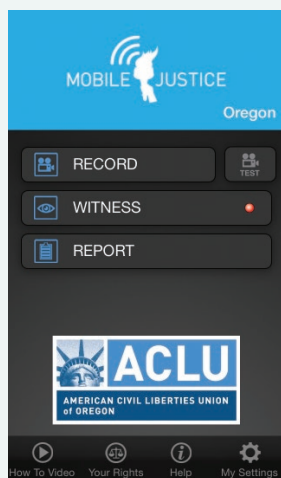 MOBILE JUSTICE
Oregon
RECORD
TEST
WITNESS
REPORT
ACLU
AMERICAN CIVIL LIBERTIES UNION
of OREGON
How To Video Your Rights Help My Settings